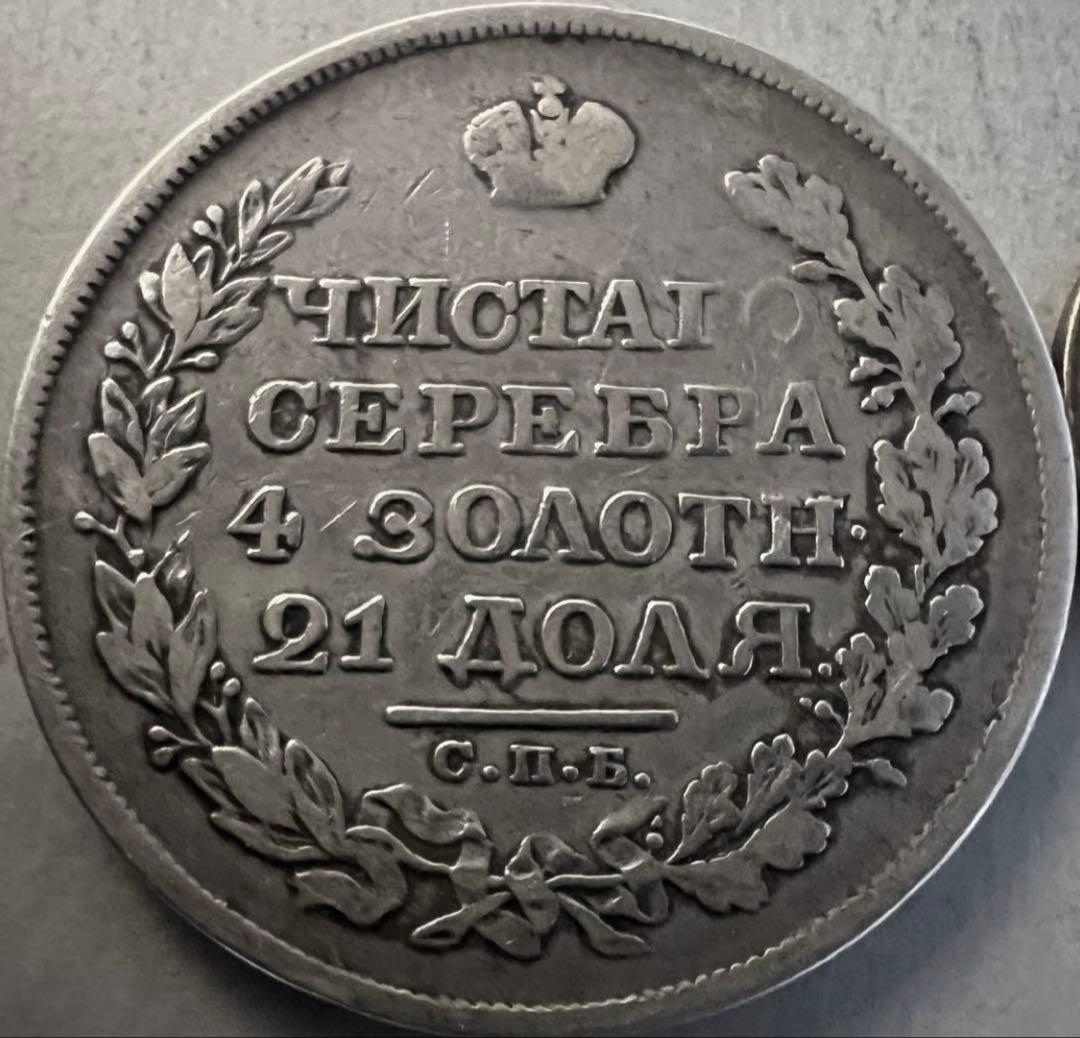 ЧИСТАГ О
СЕРЕБРА
4 ЗОЛОТН.
21 ДОЛЯ.
С.П.Б.